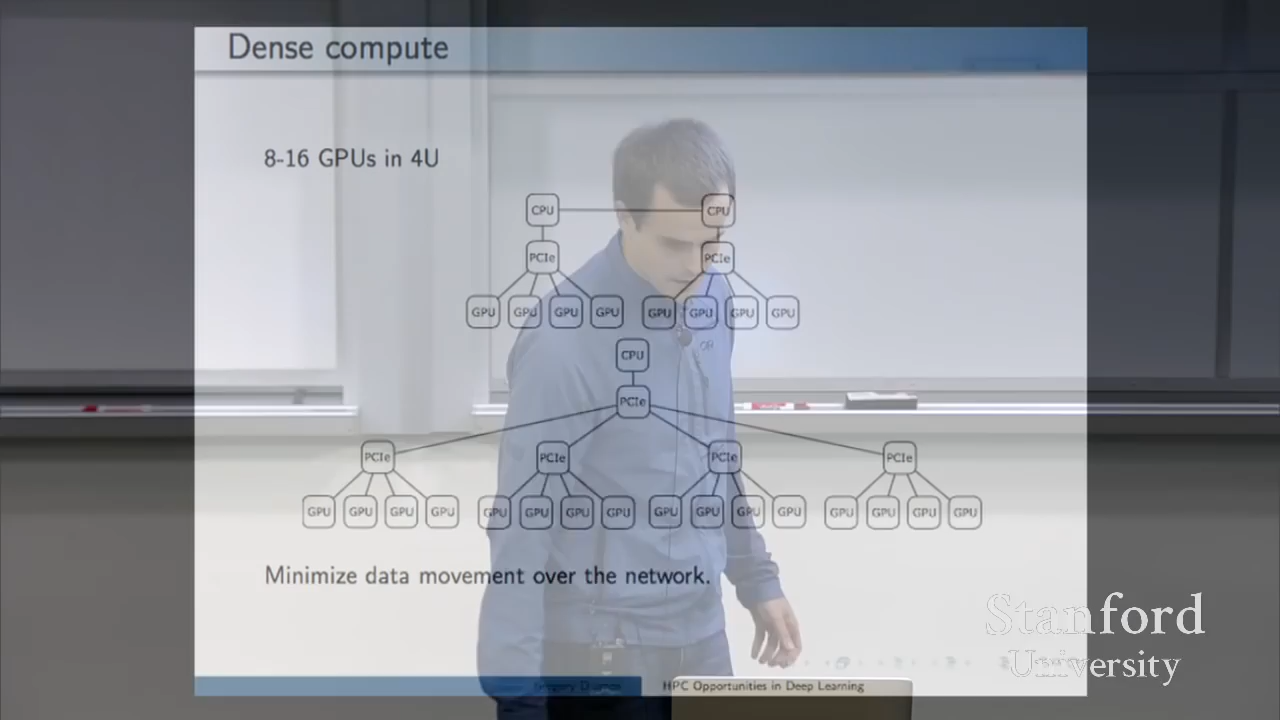 Dense compute
8-16 GPUs in 4U
CPU CPU
PCIe PCIe
GPU GPU GPU GPU GPU GPU GPU GPU
CPU
PCIe
PCIe PCIe PCIe PCIe
GPU GPU GPU GPU GPU GPU GPU GPU GPU GPU GPU GPU GPU GPU GPU GPU
Minimize data movement over the network.
Stanford
University
Gregory Diamos HPC Opportunities in Deep Learning